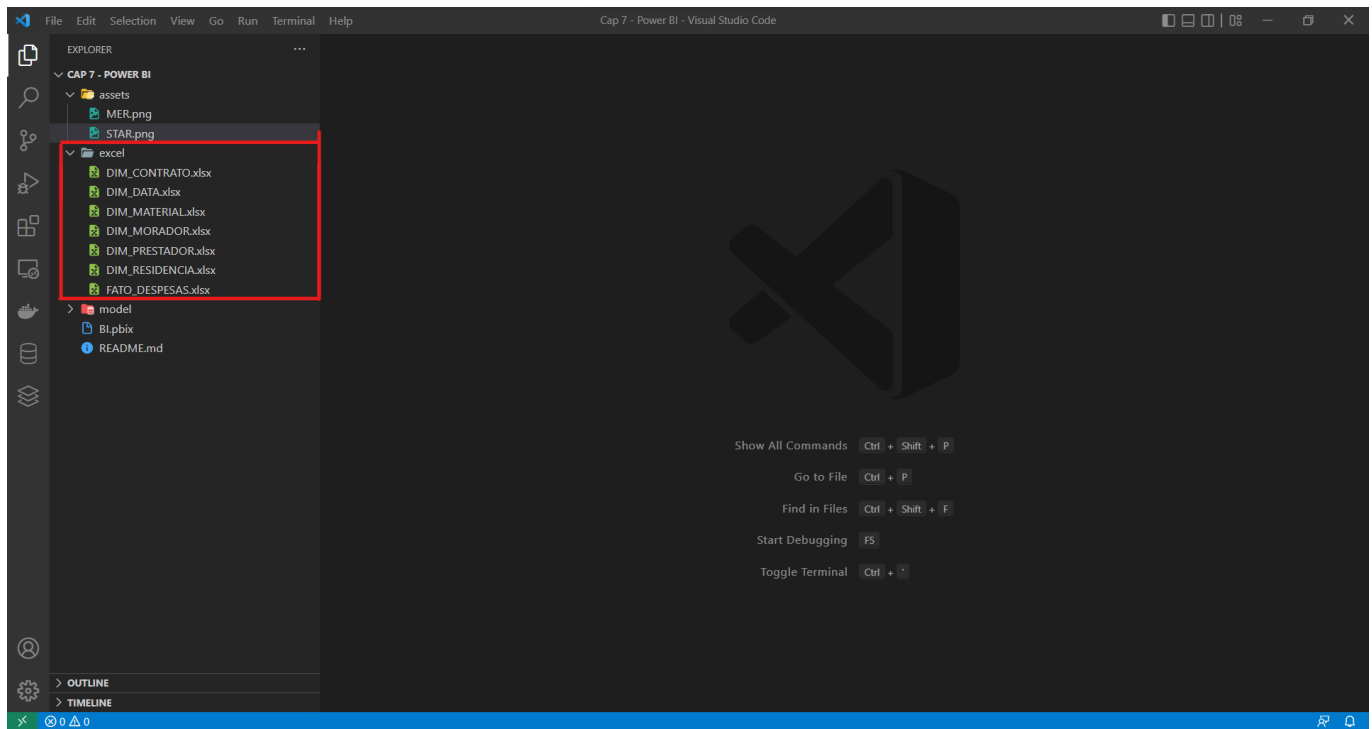 File Edit Selection View Go Run Terminal Help
Cap 7 - Power BI - Visual Studio Code
EXPLORER
CAP 7 - POWER BI
assets
MER.png
STAR.png
excel
DIM_CONTRATO.xlsx
DIM_DATA.xlsx
DIM_MATERIAL.xlsx
DIM_MORADOR.xlsx
DIM_PRESTADOR.xlsx
DIM_RESIDENCIA.xlsx
FATO_DESPESAS.xlsx
model
BI.pbix
README.md
Show All Commands Ctrl + Shift + P
Go to File Ctrl + P
Find in Files Ctrl + Shift + F
Start Debugging F5
Toggle Terminal Ctrl + '
OUTLINE
TIMELINE
0 0